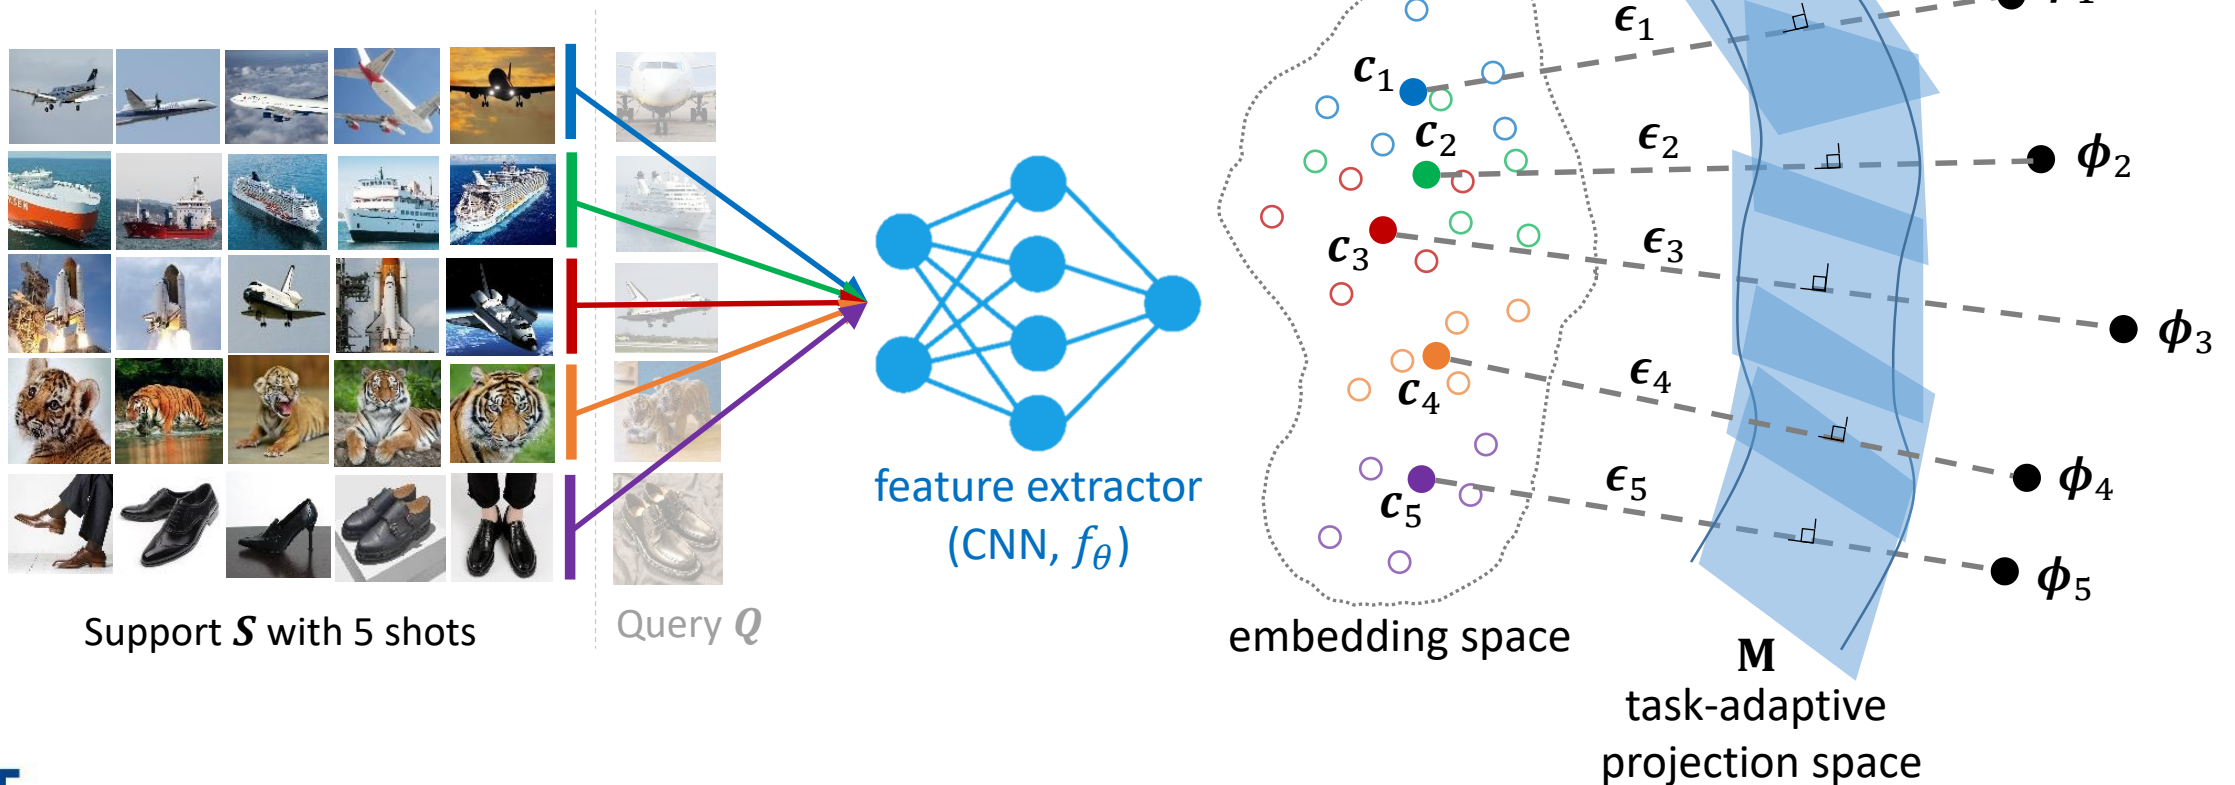 Support S with 5 shots
Query Q
feature extractor
(CNN, f_θ)
c₁
c₂
c₃
c₄
c₅
embedding space
ϵ₁
ϵ₂
ϵ₃
ϵ₄
ϵ₅
M
task-adaptive
projection space
ϕ₂
ϕ₃
ϕ₄
ϕ₅